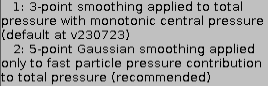 1: 3-point smoothing applied to total
pressure with monotonic central pressure
(default at v230723)
2: 5-point Gaussian smoothing applied
only to fast particle pressure contribution
to total pressure (recommended)